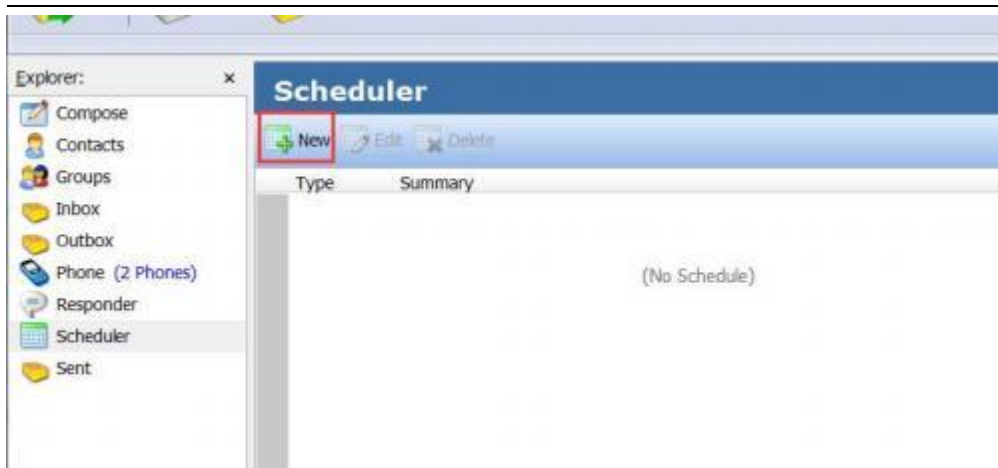 Explorer: x
Compose
Contacts
Groups
Inbox
Outbox
Phone (2 Phones)
Responder
Scheduler
Sent
Scheduler
New Edit Delete
Type Summary
(No Schedule)